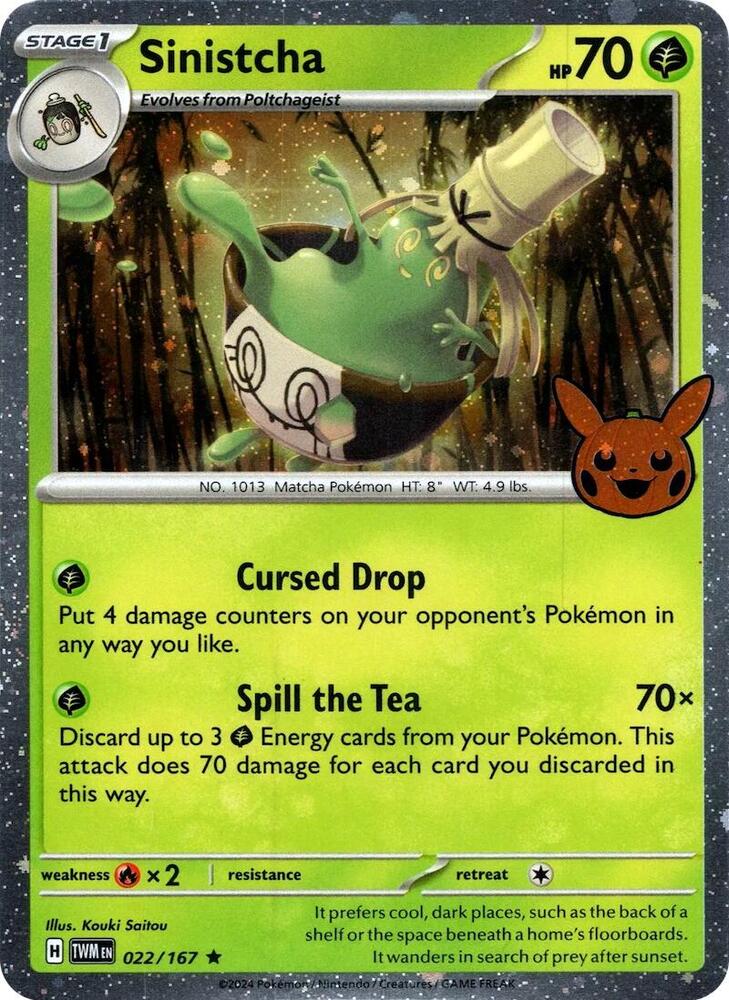 STAGE 1
Sinistcha
HP 70
Evolves from Poltchageist
NO. 1013 Matcha Pokémon HT: 8" WT: 4.9 lbs.
Cursed Drop
Put 4 damage counters on your opponent's Pokémon in
any way you like.
Spill the Tea 70×
Discard up to 3 Energy cards from your Pokémon. This
attack does 70 damage for each card you discarded in
this way.
weakness ×2 resistance retreat
Illus. Kouki Saitou
It prefers cool, dark places, such as the back of a
shelf or the space beneath a home's floorboards.
It wanders in search of prey after sunset.
H TWM EN 022/167 ★
©2024 Pokémon / Nintendo / Creatures / GAME FREAK